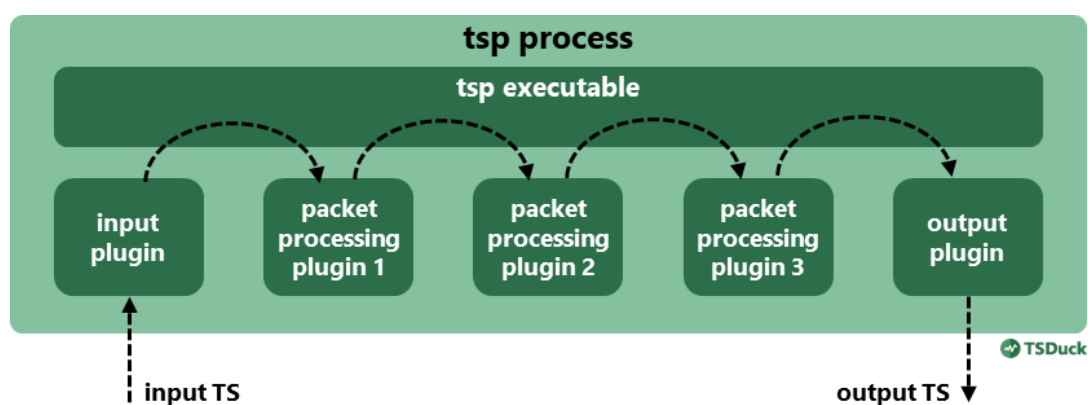 tsp process
tsp executable
input
plugin
packet
processing
plugin 1
packet
processing
plugin 2
packet
processing
plugin 3
output
plugin
TSDuck
input TS
output TS